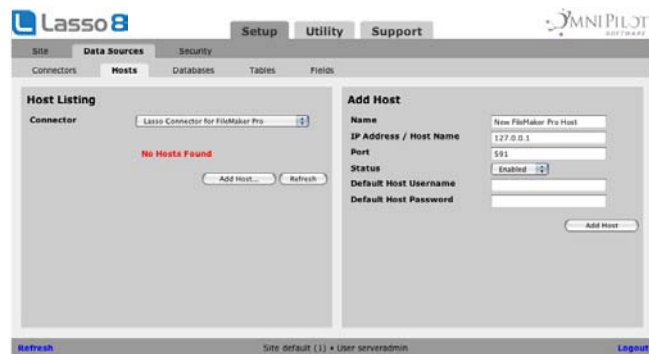 Lasso 8
Setup Utility Support
OMNIPILOT
SOFTWARE
Site Data Sources Security
Connectors Hosts Databases Tables Fields
Host Listing
Connector Lasso Connector for FileMaker Pro
No Hosts Found
Add Host... Refresh
Add Host
Name New FileMaker Pro Host
IP Address / Host Name 127.0.0.1
Port 591
Status Enabled
Default Host Username
Default Host Password
Add Host
Refresh Site default (1) • User serveradmin Logout